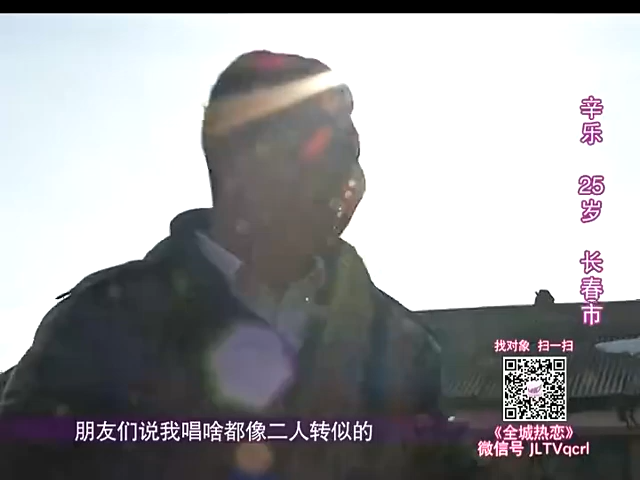 辛乐 25岁 长春市
找对象 扫一扫
《全城热恋》
微信号 JLTVqcrl
朋友们说我唱啥都像二人转似的